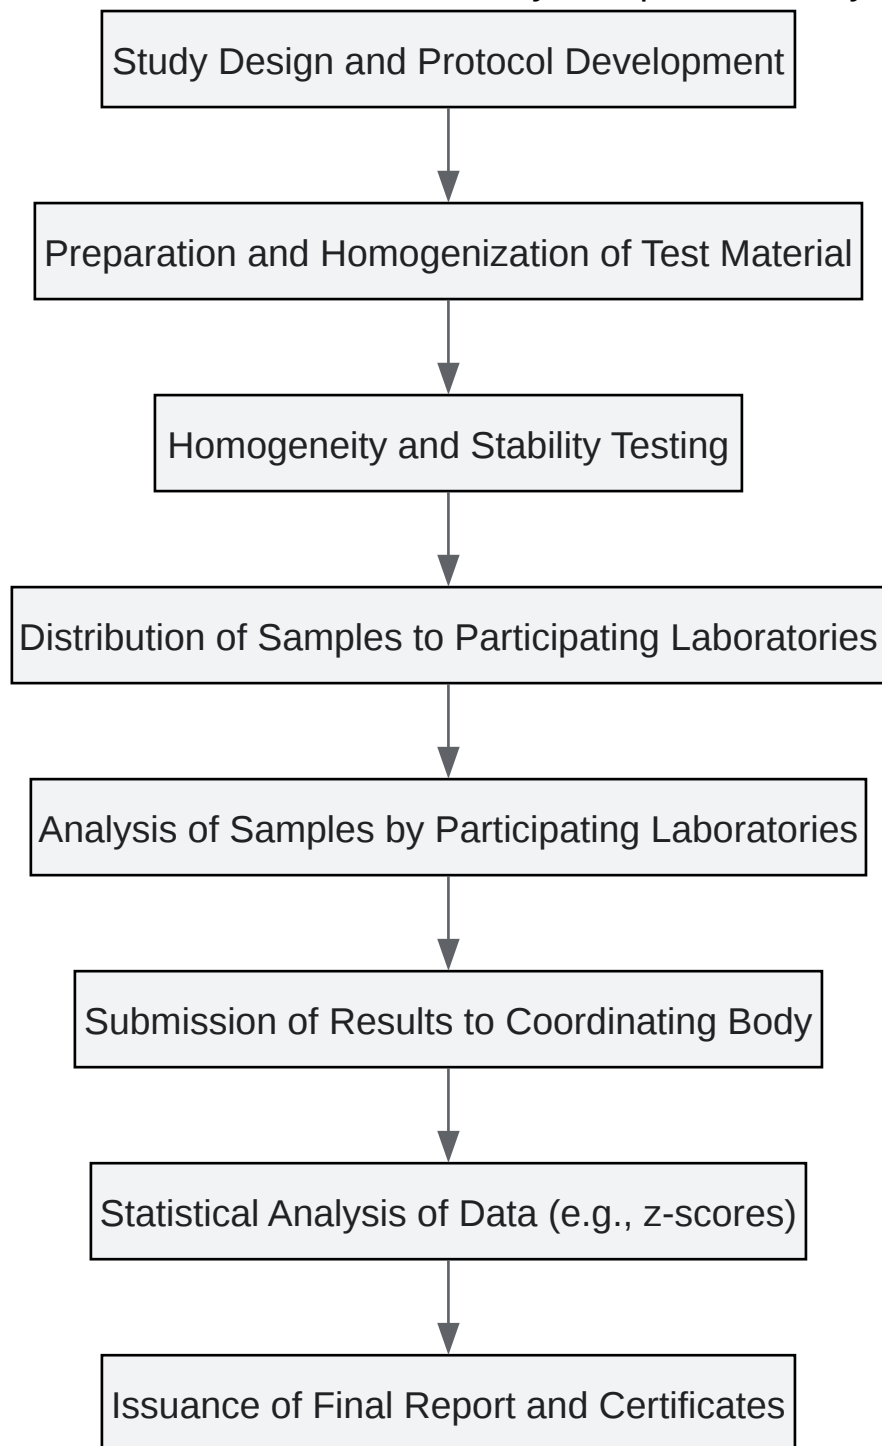 Study Design and Protocol Development
Preparation and Homogenization of Test Material
Homogeneity and Stability Testing
Distribution of Samples to Participating Laboratories
Analysis of Samples by Participating Laboratories
Submission of Results to Coordinating Body
Statistical Analysis of Data (e.g., z-scores)
Issuance of Final Report and Certificates